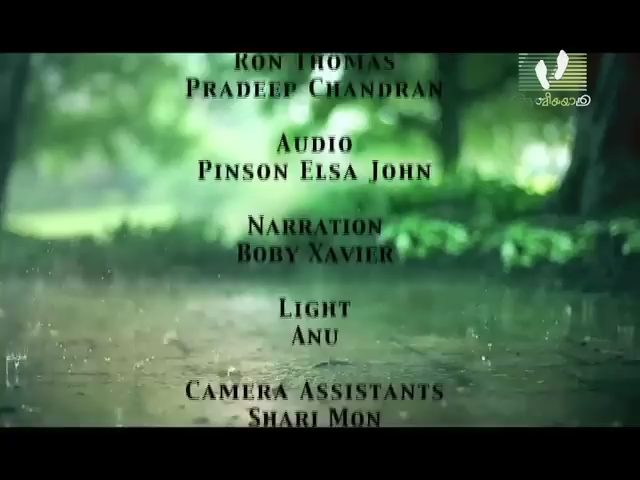 RON THOMAS
PRADEEP CHANDRAN
AUDIO
PINSON ELSA JOHN
NARRATION
BOBY XAVIER
LIGHT
ANU
CAMERA ASSISTANTS
SHARI MON